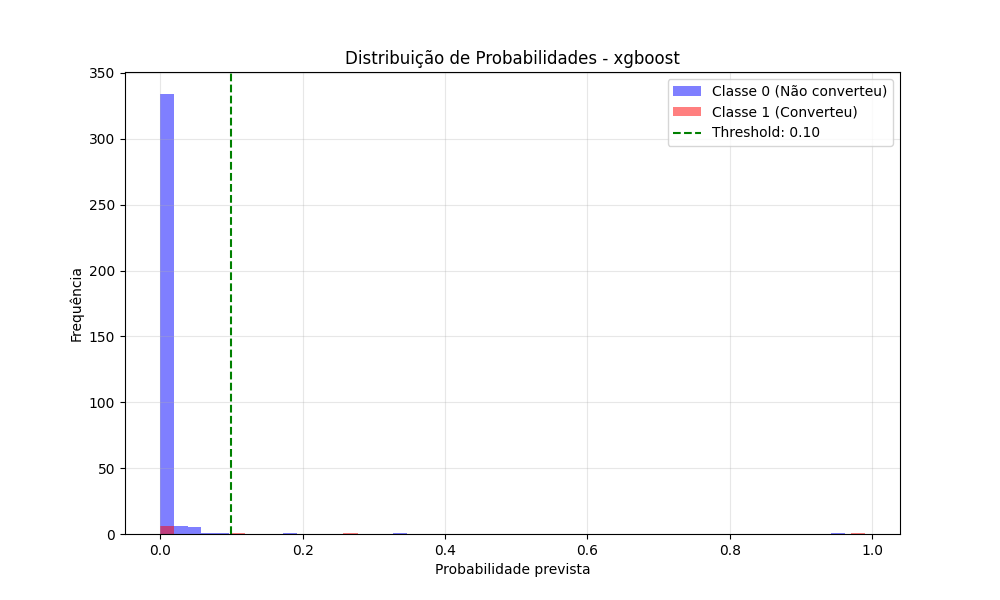 Distribuição de Probabilidades - xgboost
350
300
250
200
150
100
50
0
Frequência
Classe 0 (Não converteu)
Classe 1 (Converteu)
Threshold: 0.10
0.0 0.2 0.4 0.6 0.8 1.0
Probabilidade prevista